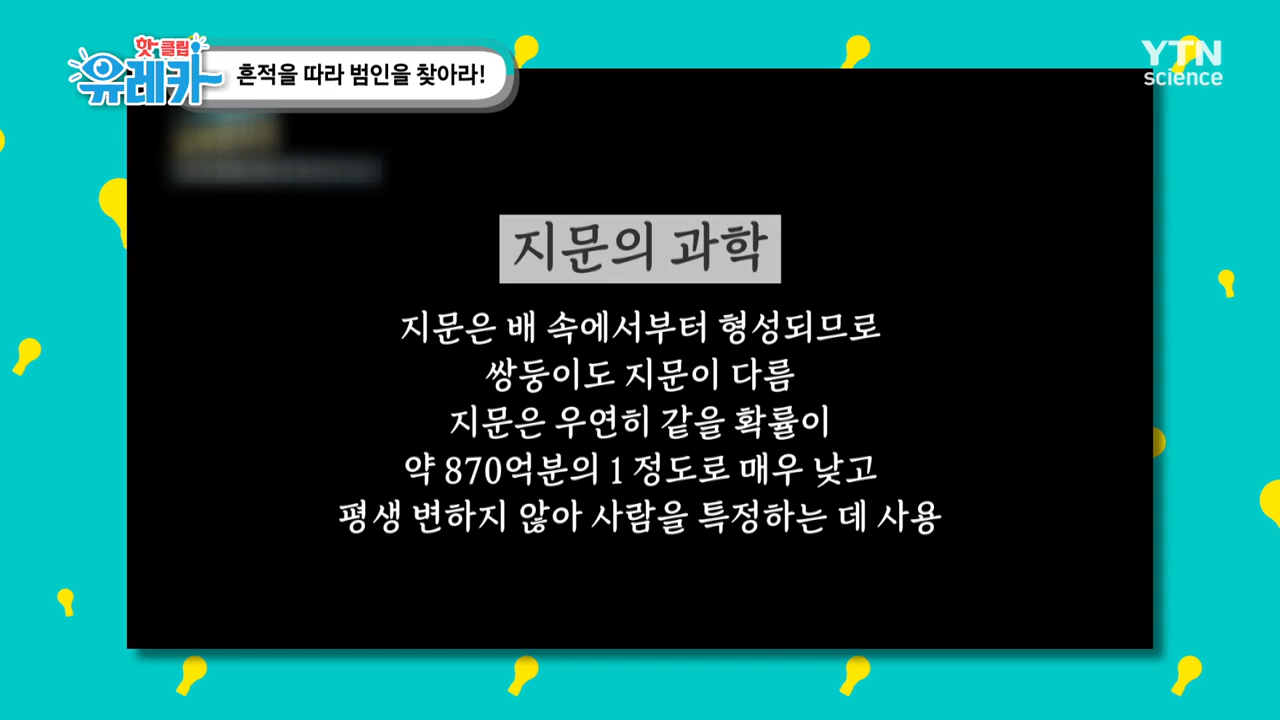 핫클립
유레카
흔적을 따라 범인을 찾아라!
YTN
science
지문의 과학
지문은 배 속에서부터 형성되므로
쌍둥이도 지문이 다름
지문은 우연히 같을 확률이
약 870억분의 1 정도로 매우 낮고
평생 변하지 않아 사람을 특정하는 데 사용